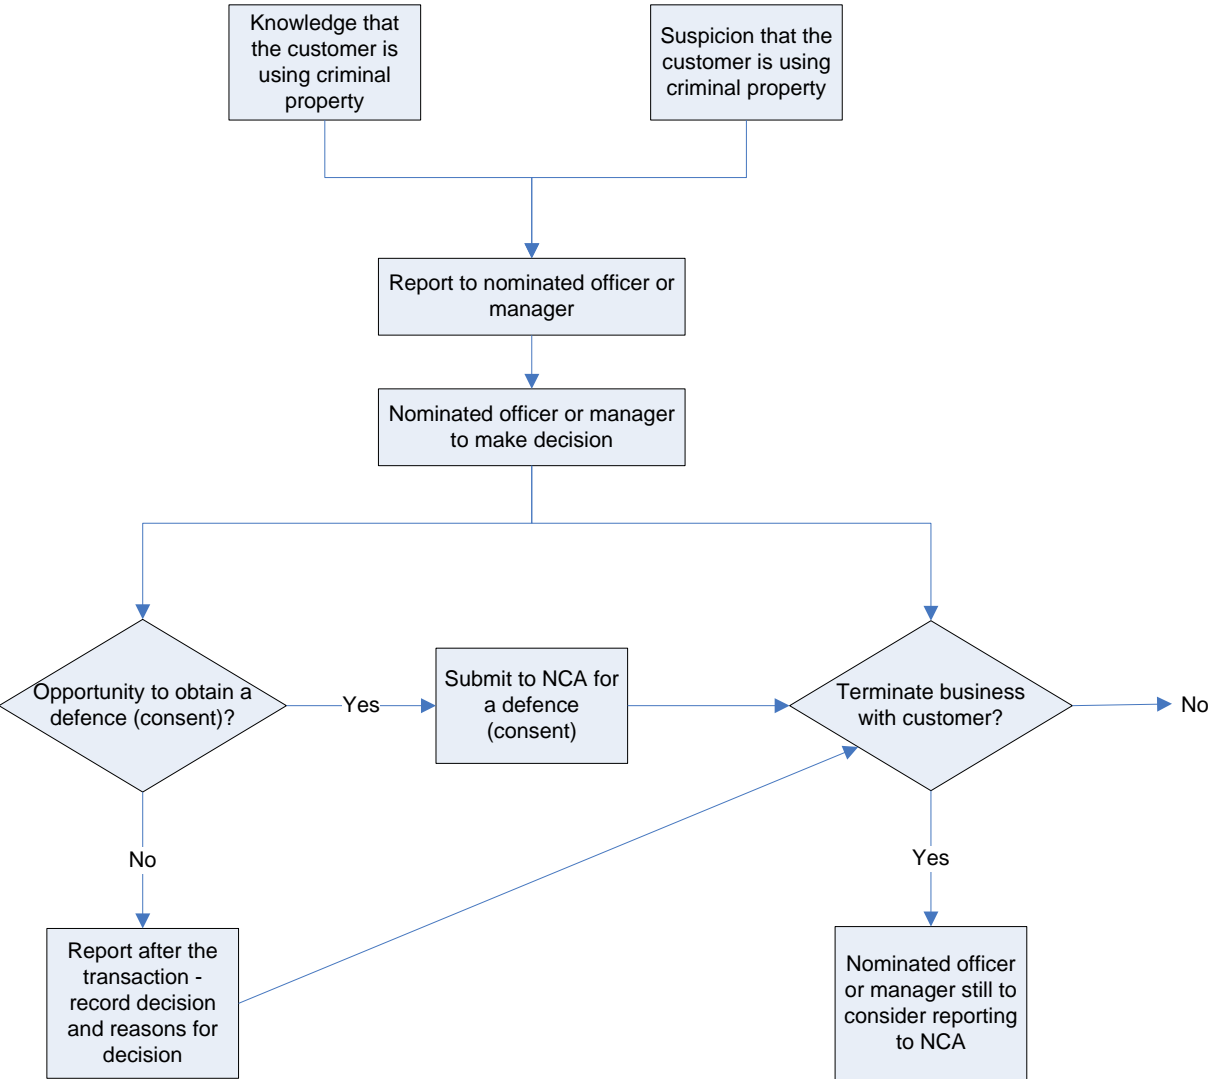 Knowledge that
the customer is
using criminal
property
Suspicion that the
customer is using
criminal property
Report to nominated officer or
manager
Nominated officer or manager
to make decision
Opportunity to obtain a
defence (consent)?
Yes
Submit to NCA for
a defence
(consent)
Terminate business
with customer?
No
No
Yes
Report after the
transaction -
record decision
and reasons for
decision
Nominated officer
or manager still to
consider reporting
to NCA